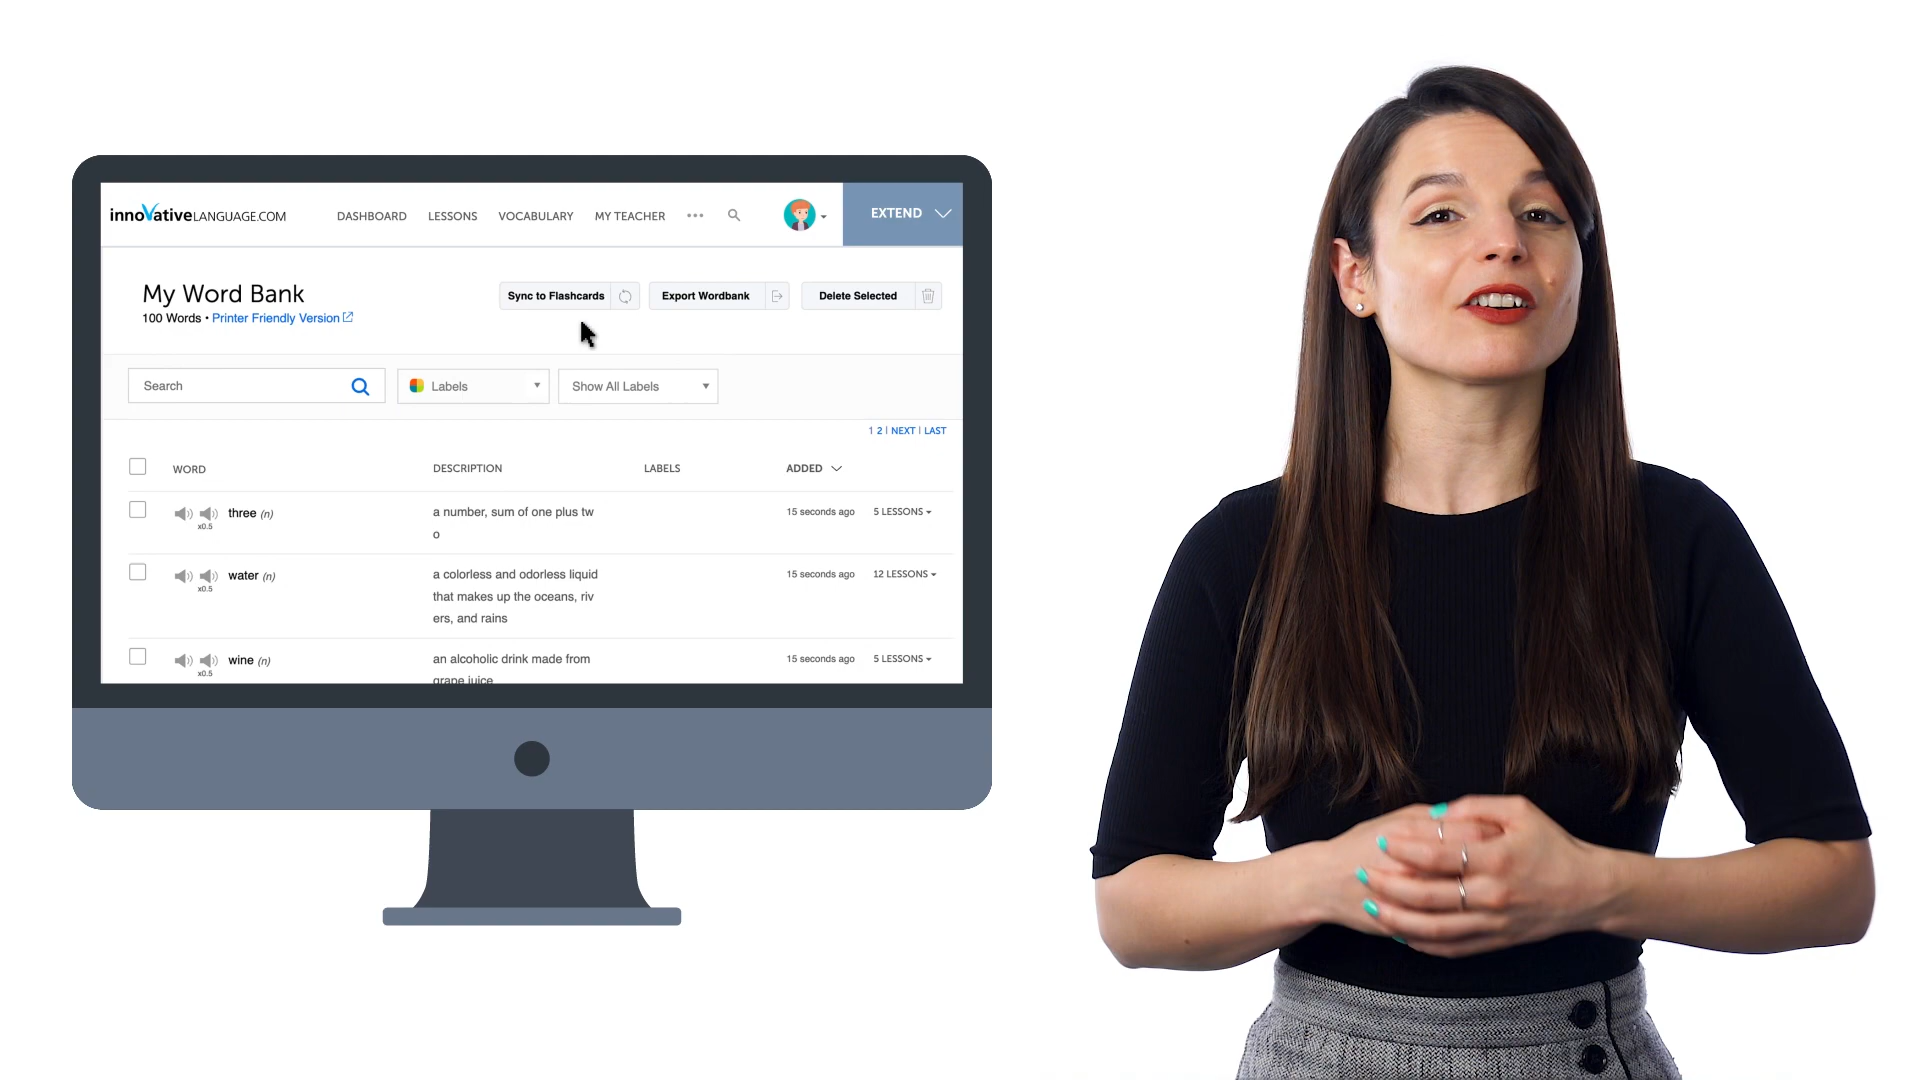 innoVativeLANGUAGE.COM DASHBOARD LESSONS VOCABULARY MY TEACHER EXTEND
My Word Bank
100 Words • Printer Friendly Version
Sync to Flashcards Export Wordbank Delete Selected
Search Labels Show All Labels
1 2 | NEXT | LAST
WORD DESCRIPTION LABELS ADDED
three (n) a number, sum of one plus tw 15 seconds ago 5 LESSONS
x0.5
o
water (n) a colorless and odorless liquid 15 seconds ago 12 LESSONS
x0.5
that makes up the oceans, riv
ers, and rains
wine (n) an alcoholic drink made from 15 seconds ago 5 LESSONS
x0.5
grape juice